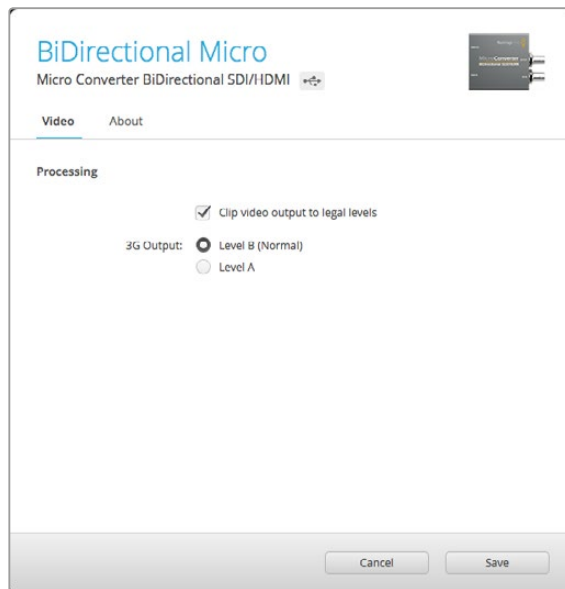 BiDirectional Micro
Micro Converter BiDirectional SDI/HDMI
Video About
Processing
Clip video output to legal levels
3G Output: Level B (Normal)
Level A
Cancel Save